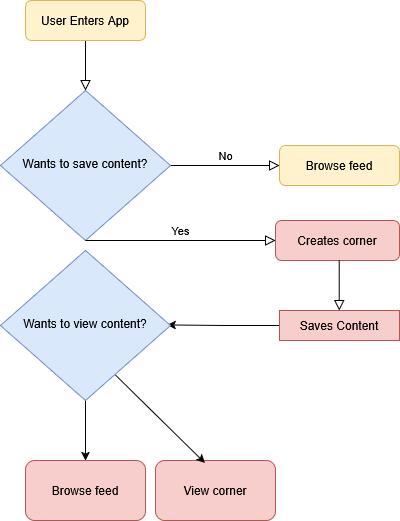 User Enters App
Wants to save content?
No
Browse feed
Yes
Creates corner
Wants to view content?
Saves Content
Browse feed
View corner